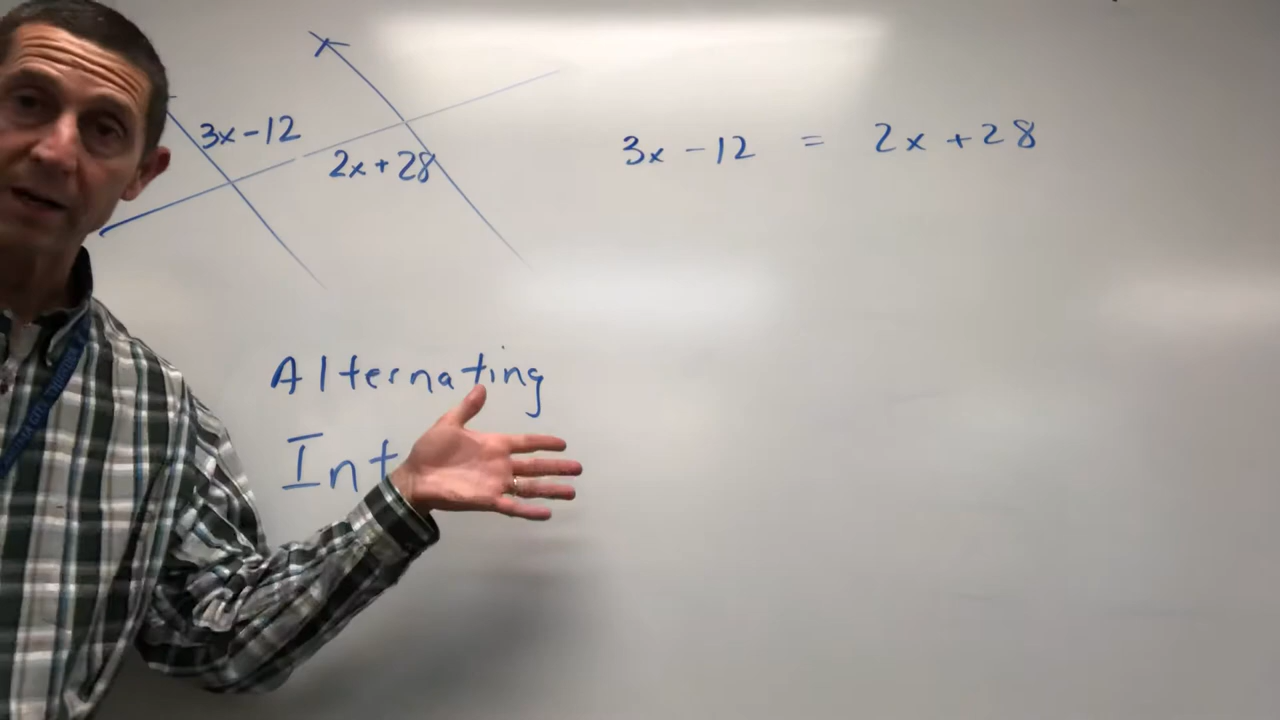 3x-12
2x+28
3x-12 = 2x+28
Alternating
Int